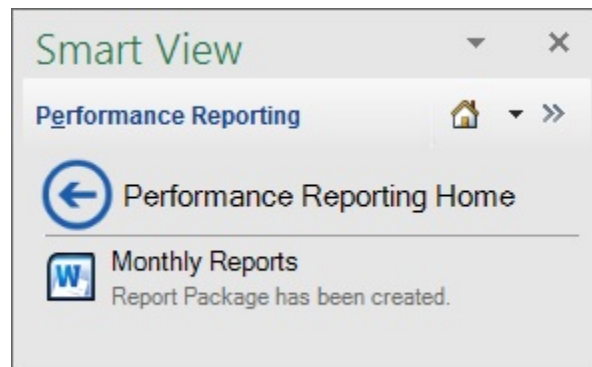 Smart View
Performance Reporting
Performance Reporting Home
Monthly Reports
Report Package has been created.